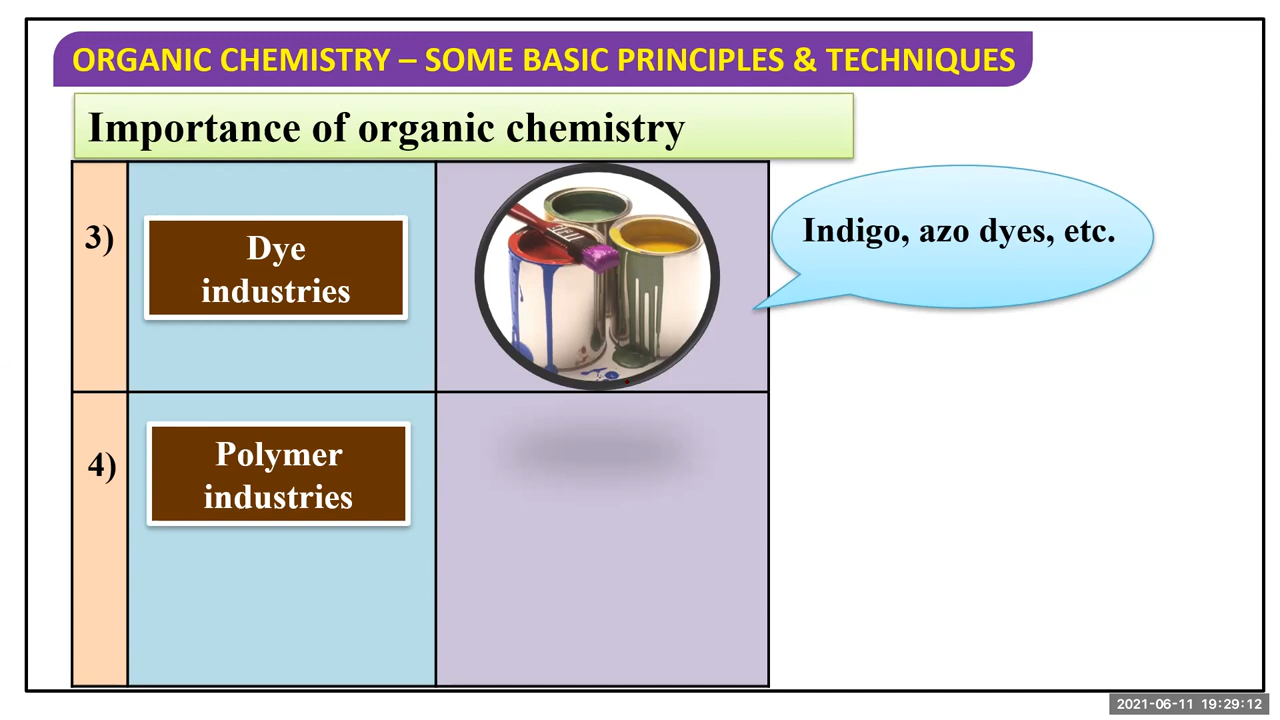 ORGANIC CHEMISTRY – SOME BASIC PRINCIPLES & TECHNIQUES
Importance of organic chemistry
3)
Dye
industries
Indigo, azo dyes, etc.
4)
Polymer
industries
2021-06-11 19:29:12